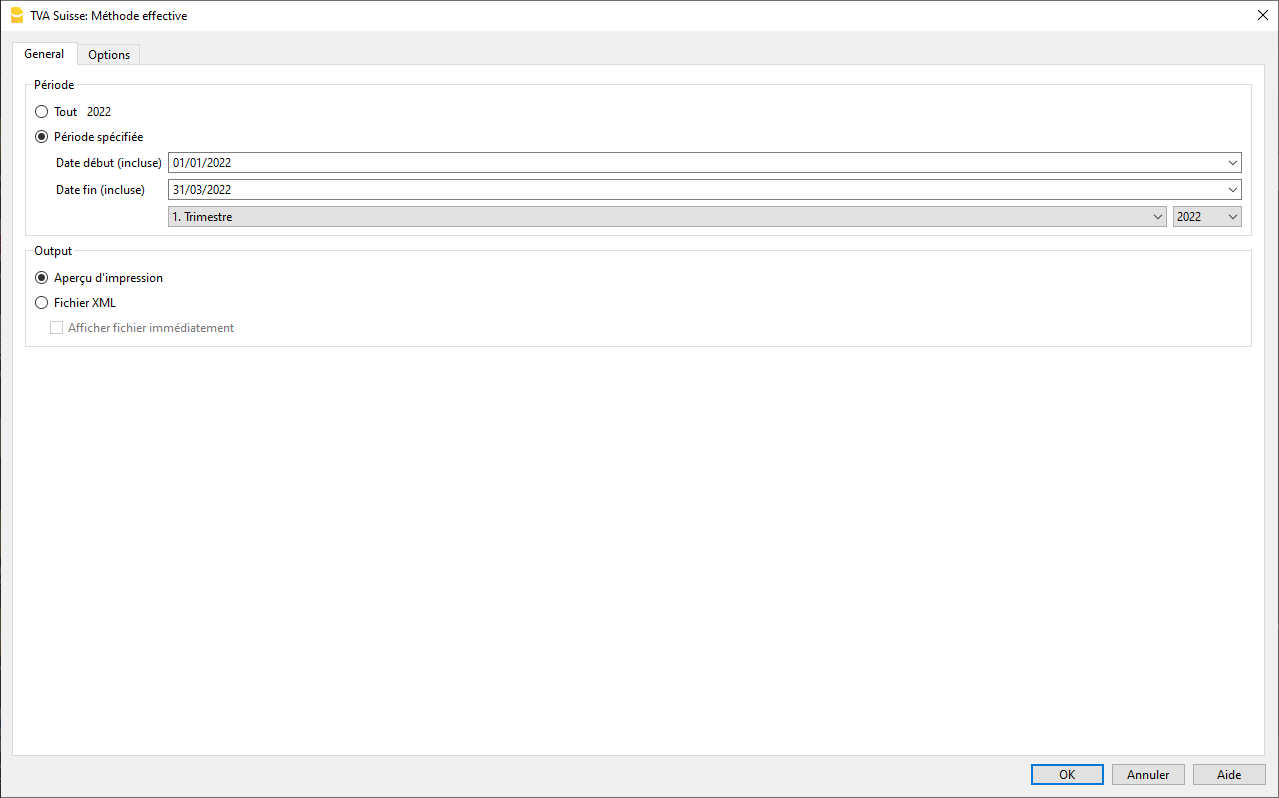 TVA Suisse: Méthode effective
General Options
Période
Tout 2022
Période spécifiée
Date début (incluse) 01/01/2022
Date fin (incluse) 31/03/2022
1. Trimestre 2022
Output
Aperçu d'impression
Fichier XML
Afficher fichier immédiatement
OK Annuler Aide